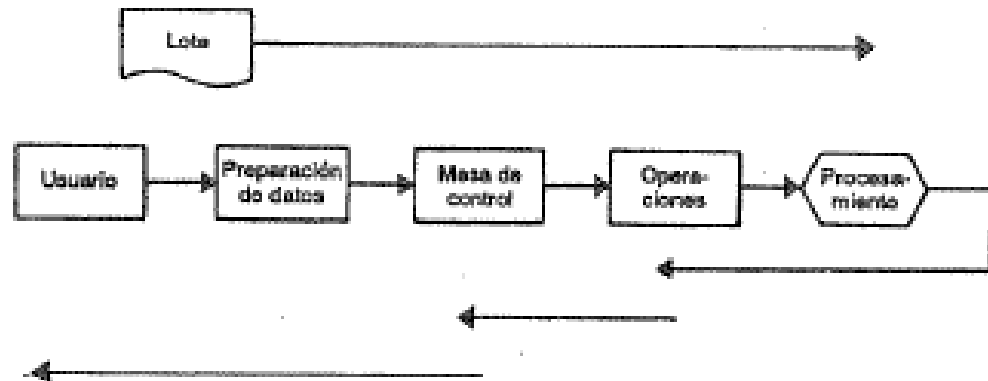 Lote
Usuario
Preparación
de datos
Mesa de
control
Opera-
ciones
Procesa-
miento